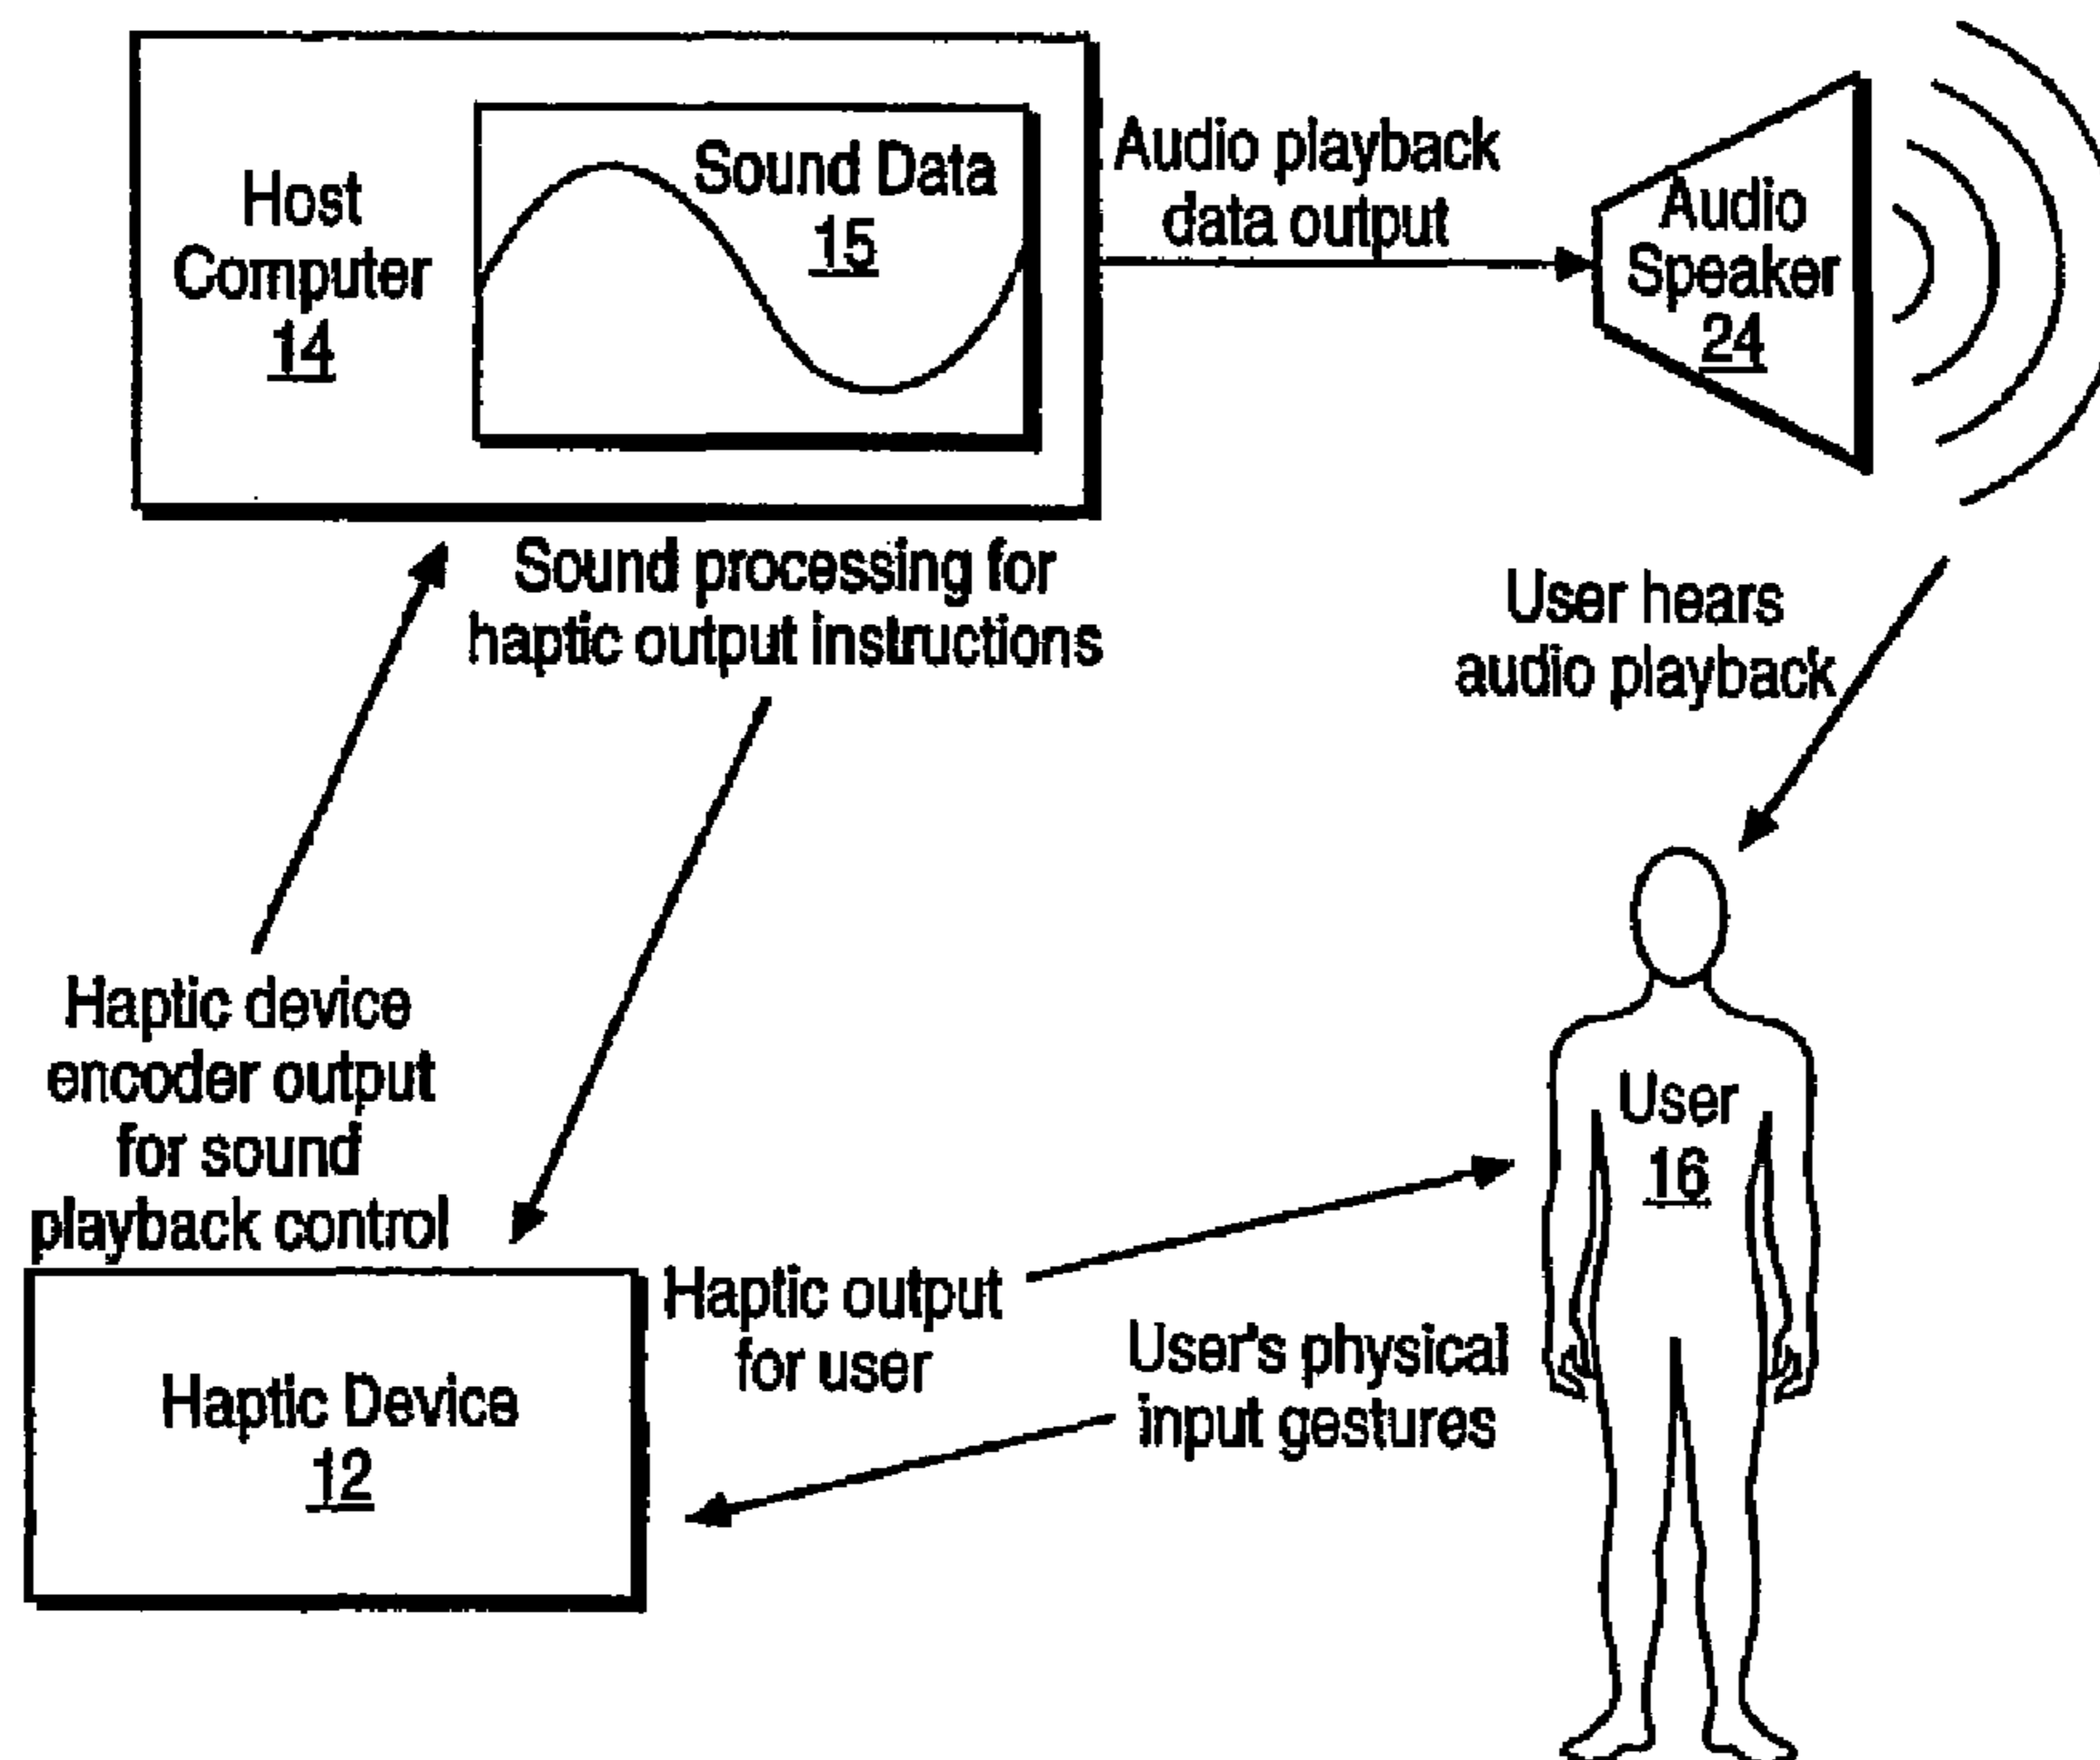 Host
Computer
14
Sound Data
15
Audio playback
data output
Audio
Speaker
24
Sound processing for
haptic output instructions
User hears
audio playback
Haptic device
encoder output
for sound
playback control
User
16
Haptic output
for user
User's physical
input gestures
Haptic Device
12